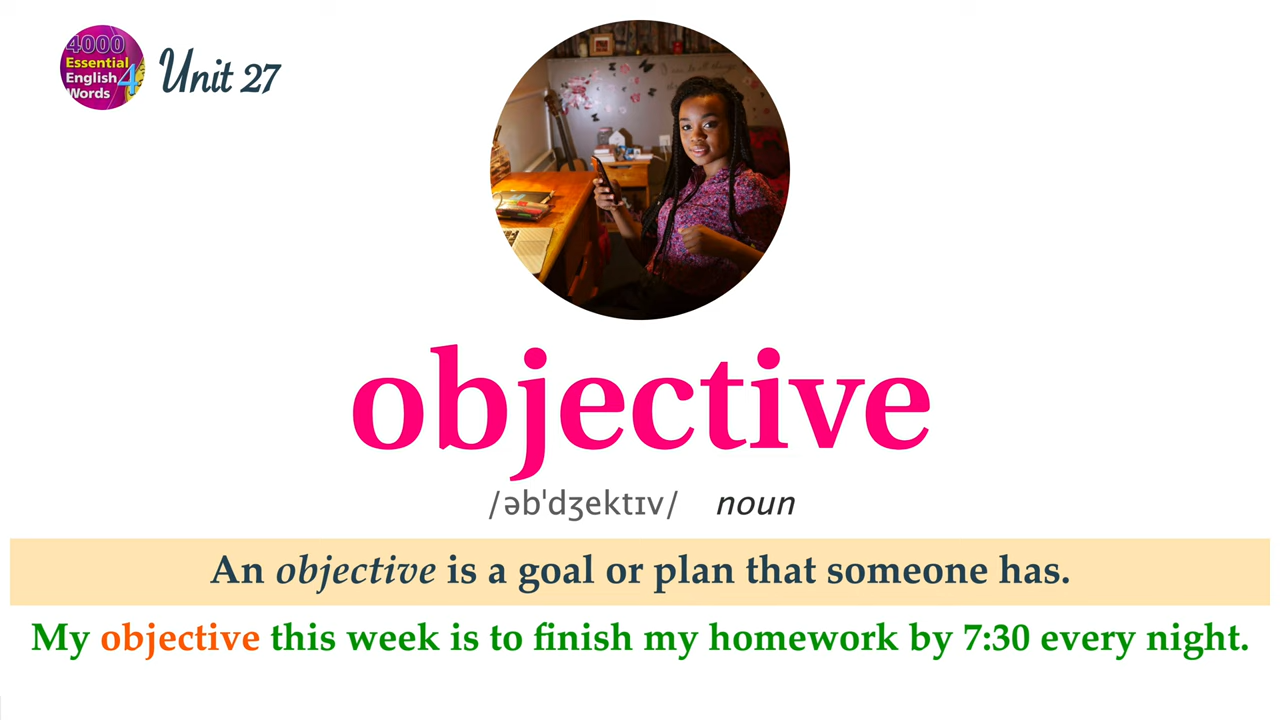 4000
Essential
English
Words
4
Unit 27
objective
/əbˈdʒektɪv/ noun
An objective is a goal or plan that someone has.
My objective this week is to finish my homework by 7:30 every night.